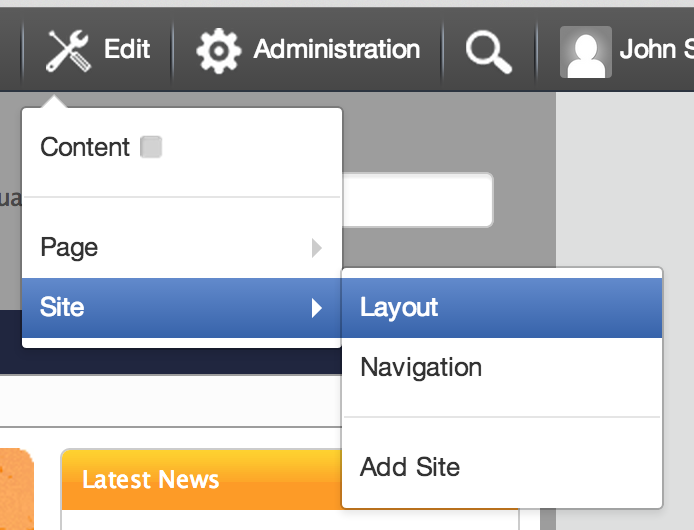 Edit
Administration
John S
Content
Page
Site
Layout
Navigation
Add Site
Latest News